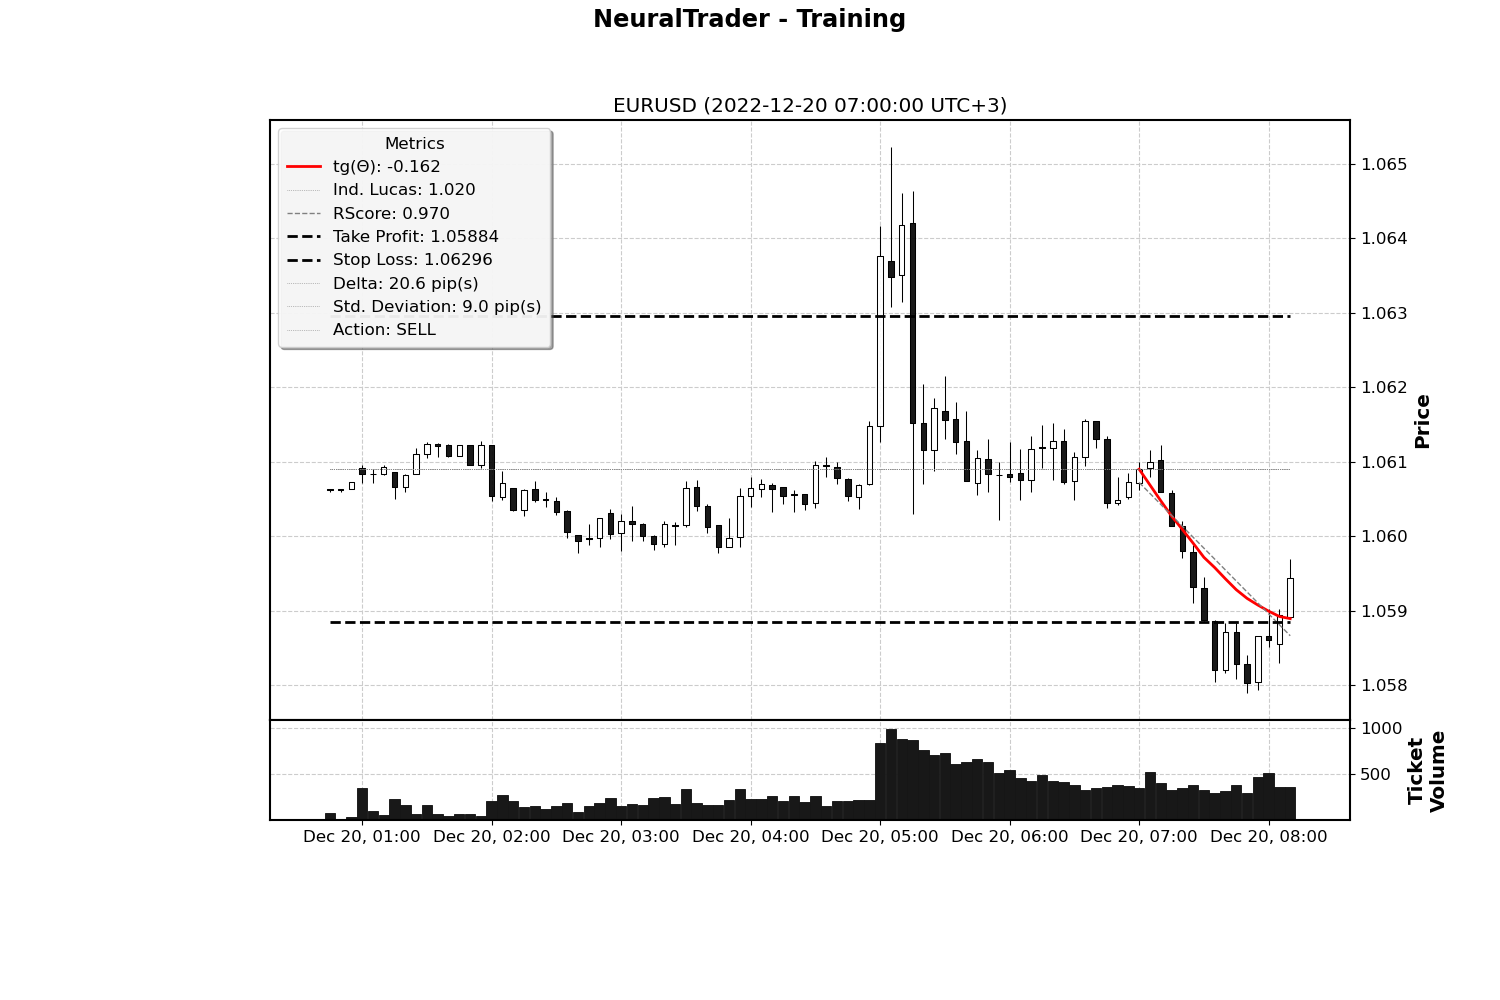 NeuralTrader - Training
EURUSD (2022-12-20 07:00:00 UTC+3)
Metrics
tg(Θ): -0.162
Ind. Lucas: 1.020
RScore: 0.970
Take Profit: 1.05884
Stop Loss: 1.06296
Delta: 20.6 pip(s)
Std. Deviation: 9.0 pip(s)
Action: SELL
1.065
1.064
1.063
1.062
1.061
1.060
1.059
1.058
Price
1000
500
Ticket
Volume
Dec 20, 01:00
Dec 20, 02:00
Dec 20, 03:00
Dec 20, 04:00
Dec 20, 05:00
Dec 20, 06:00
Dec 20, 07:00
Dec 20, 08:00